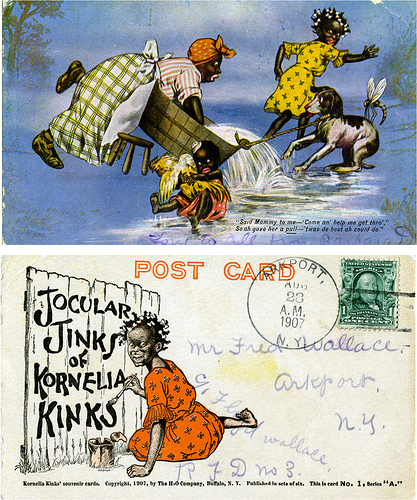 "Said Mammy to me—'Come an' help me get thro'."
So ah gave her a pull—'twas de best ah could do."
POST CARD
JOCULAR
JINKS
OF
KORNELIA
KINKS
ARKPORT,
AUG
28
A.M.
1907
N.Y.
Mr Fred Wallace
Arkport,
N.Y.
wallace,
R F D no 3.
Kornelia Kinks' souvenir cards. Copyright, 1907, by The H-O Company, Buffalo, N. Y. Published in sets of six. This is card No. 1, Series "A."